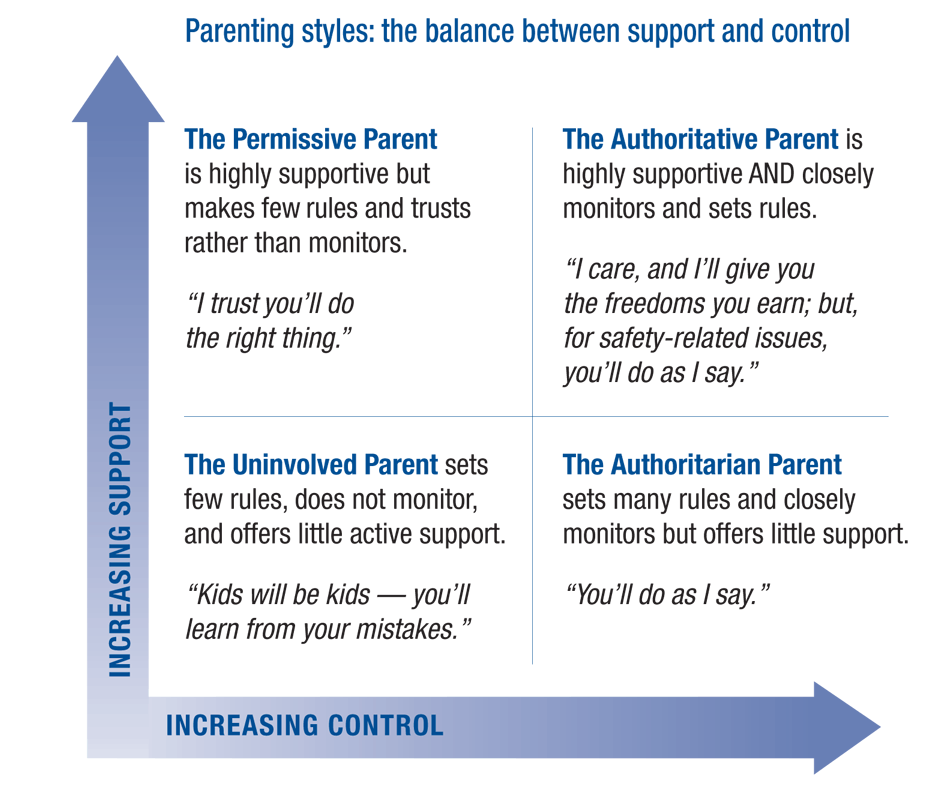 Parenting styles: the balance between support and control
The Permissive Parent
is highly supportive but
makes few rules and trusts
rather than monitors.
“I trust you’ll do
the right thing.”
The Authoritative Parent is
highly supportive AND closely
monitors and sets rules.
“I care, and I’ll give you
the freedoms you earn; but,
for safety-related issues,
you’ll do as I say.”
The Uninvolved Parent sets
few rules, does not monitor,
and offers little active support.
“Kids will be kids — you’ll
learn from your mistakes.”
The Authoritarian Parent
sets many rules and closely
monitors but offers little support.
“You’ll do as I say.”
INCREASING SUPPORT
INCREASING CONTROL